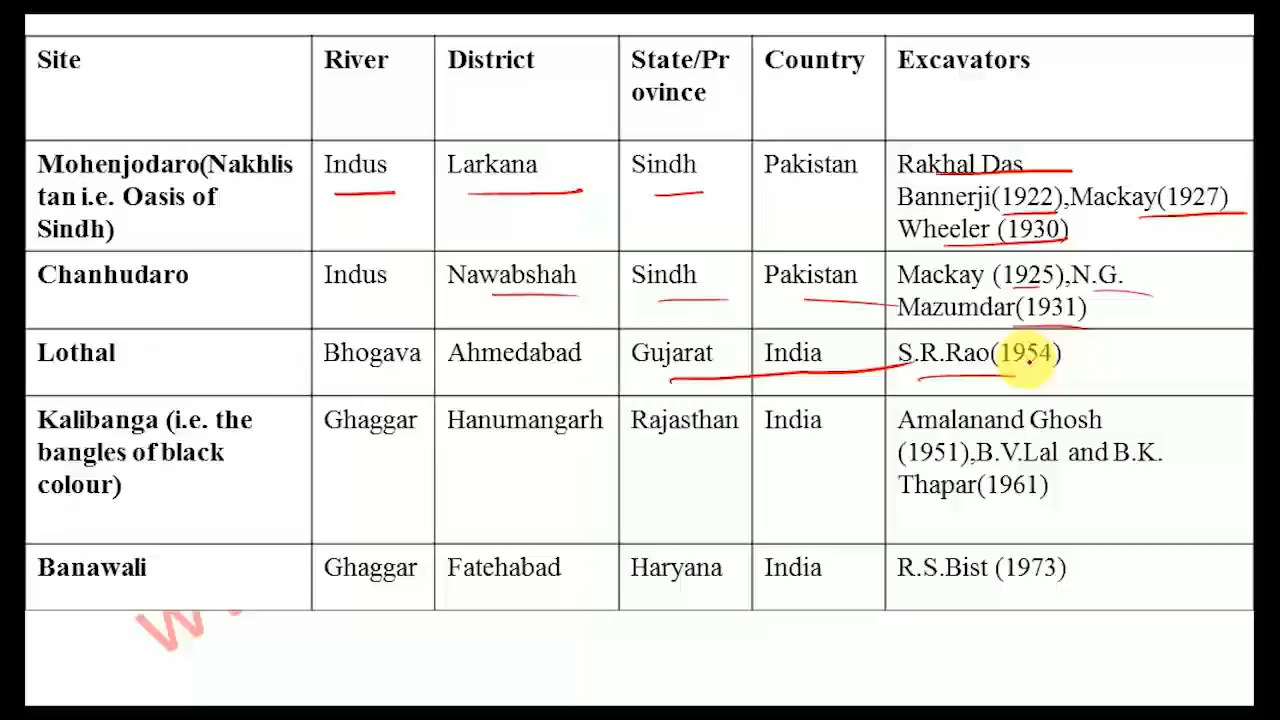 Site River District State/Pr Country Excavators
ovince
Mohenjodaro(Nakhlis Indus Larkana Sindh Pakistan Rakhal Das
tan i.e. Oasis of Bannerji(1922),Mackay(1927)
Sindh) Wheeler (1930)
Chanhudaro Indus Nawabshah Sindh Pakistan Mackay (1925),N.G.
Mazumdar(1931)
Lothal Bhogava Ahmedabad Gujarat India S.R.Rao(1954)
Kalibanga (i.e. the Ghaggar Hanumangarh Rajasthan India Amalanand Ghosh
bangles of black (1951),B.V.Lal and B.K.
colour) Thapar(1961)
Banawali Ghaggar Fatehabad Haryana India R.S.Bist (1973)